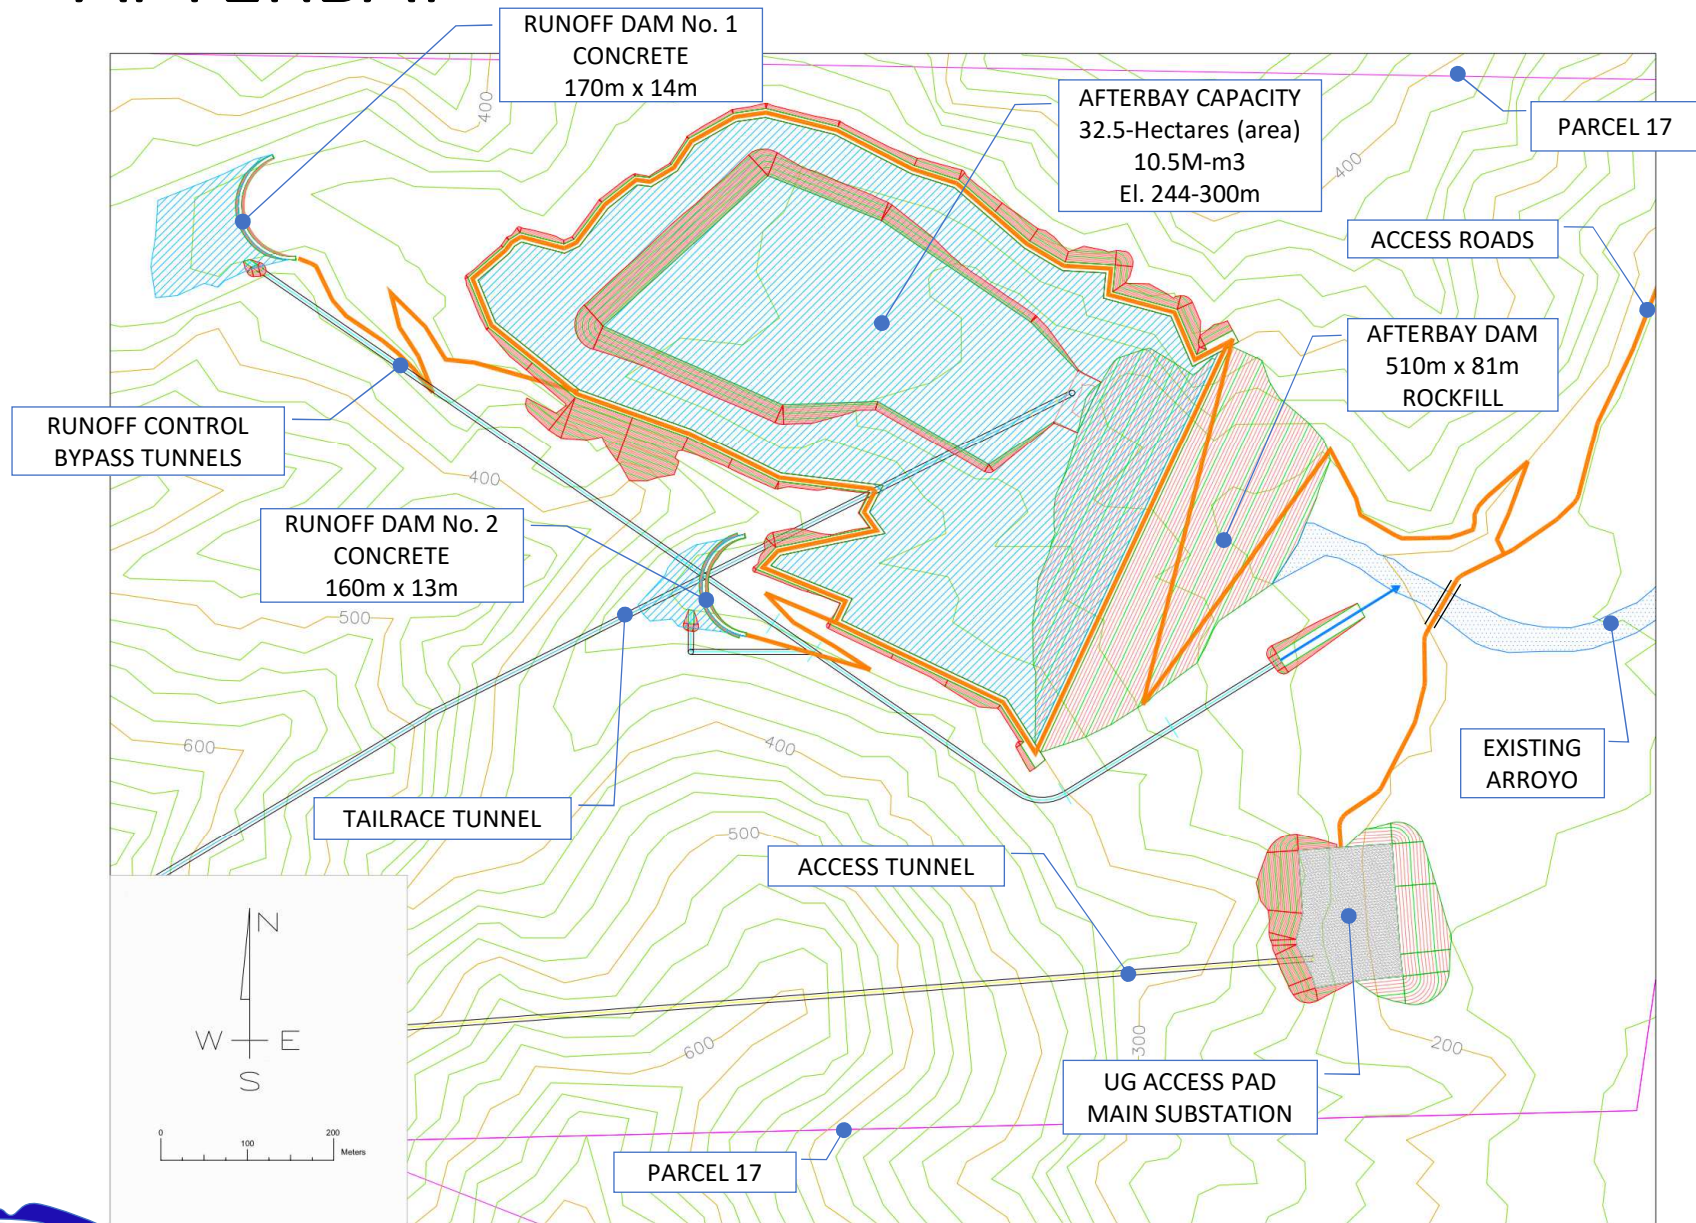 RUNOFF DAM No. 1
CONCRETE
170m x 14m
AFTERBAY CAPACITY
32.5-Hectares (area)
10.5M-m3
El. 244-300m
PARCEL 17
400
400
ACCESS ROADS
AFTERBAY DAM
510m x 81m
ROCKFILL
RUNOFF CONTROL
BYPASS TUNNELS
400
RUNOFF DAM No. 2
CONCRETE
160m x 13m
500
600
400
EXISTING
ARROYO
TAILRACE TUNNEL
500
ACCESS TUNNEL
N
W E
S
600
300
200
UG ACCESS PAD
MAIN SUBSTATION
0 100 200
Meters
PARCEL 17